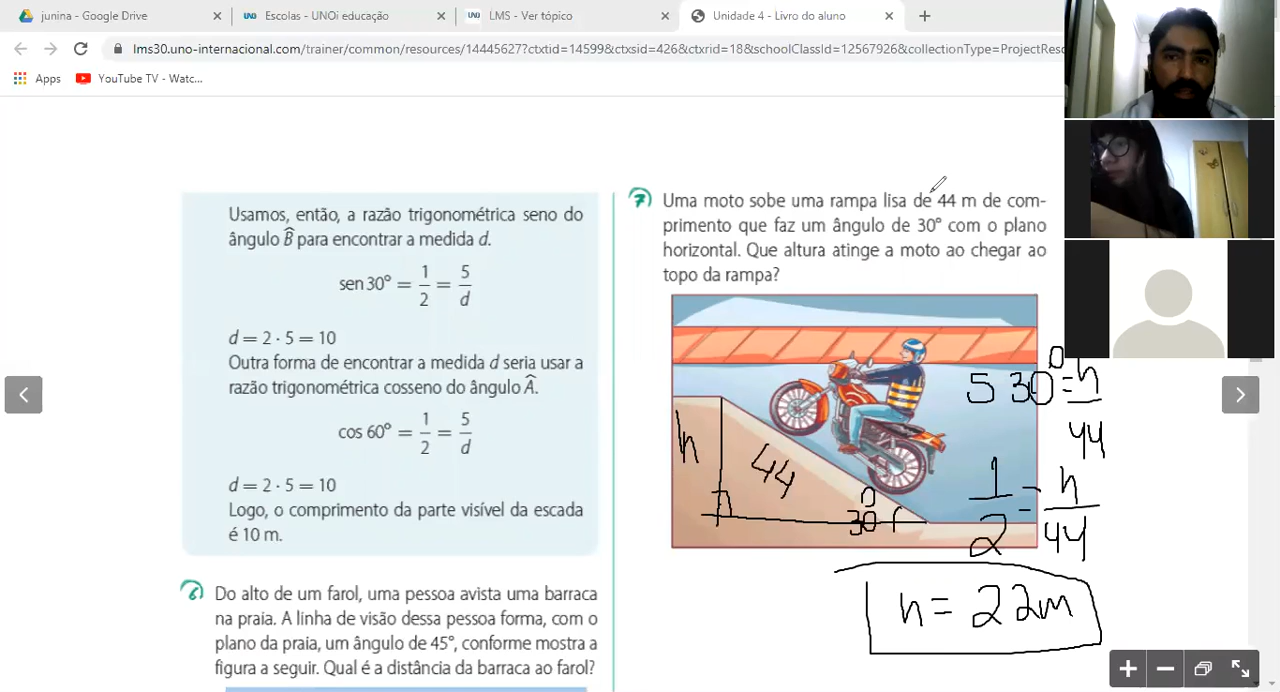 junina - Google Drive
Escolas - UNOi educação
LMS - Ver tópico
Unidade 4 - Livro do aluno
lms30.uno-internacional.com/trainer/common/resources/14445627?ctxtid=14599&ctxsid=426&ctxrid=18&schoolClassId=12567926&collectionType=ProjectReso
Apps
YouTube TV - Watc...
Usamos, então, a razão trigonométrica seno do
ângulo B̂ para encontrar a medida d.
sen 30° = 1/2 = 5/d
d = 2 · 5 = 10
Outra forma de encontrar a medida d seria usar a
razão trigonométrica cosseno do ângulo Â.
cos 60° = 1/2 = 5/d
d = 2 · 5 = 10
Logo, o comprimento da parte visível da escada
é 10 m.
6 Do alto de um farol, uma pessoa avista uma barraca
na praia. A linha de visão dessa pessoa forma, com o
plano da praia, um ângulo de 45°, conforme mostra a
figura a seguir. Qual é a distância da barraca ao farol?
7 Uma moto sobe uma rampa lisa de 44 m de com-
primento que faz um ângulo de 30° com o plano
horizontal. Que altura atinge a moto ao chegar ao
topo da rampa?
h
44
30°
S 30° = h/44
1/2 = h/44
h = 22m